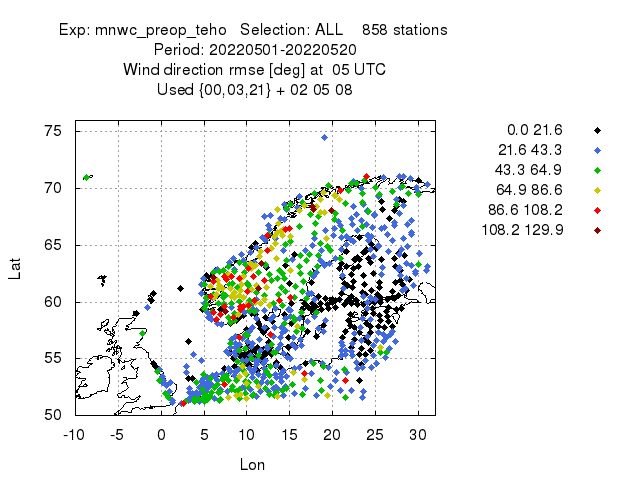 Exp: mnwc_preop_teho   Selection: ALL    858 stations
Period: 20220501-20220520
Wind direction rmse [deg] at  05 UTC
Used {00,03,21} + 02 05 08
0.0 21.6
21.6 43.3
43.3 64.9
64.9 86.6
86.6 108.2
108.2 129.9
75
70
65
60
55
50
Lat
-10 -5 0 5 10 15 20 25 30
Lon